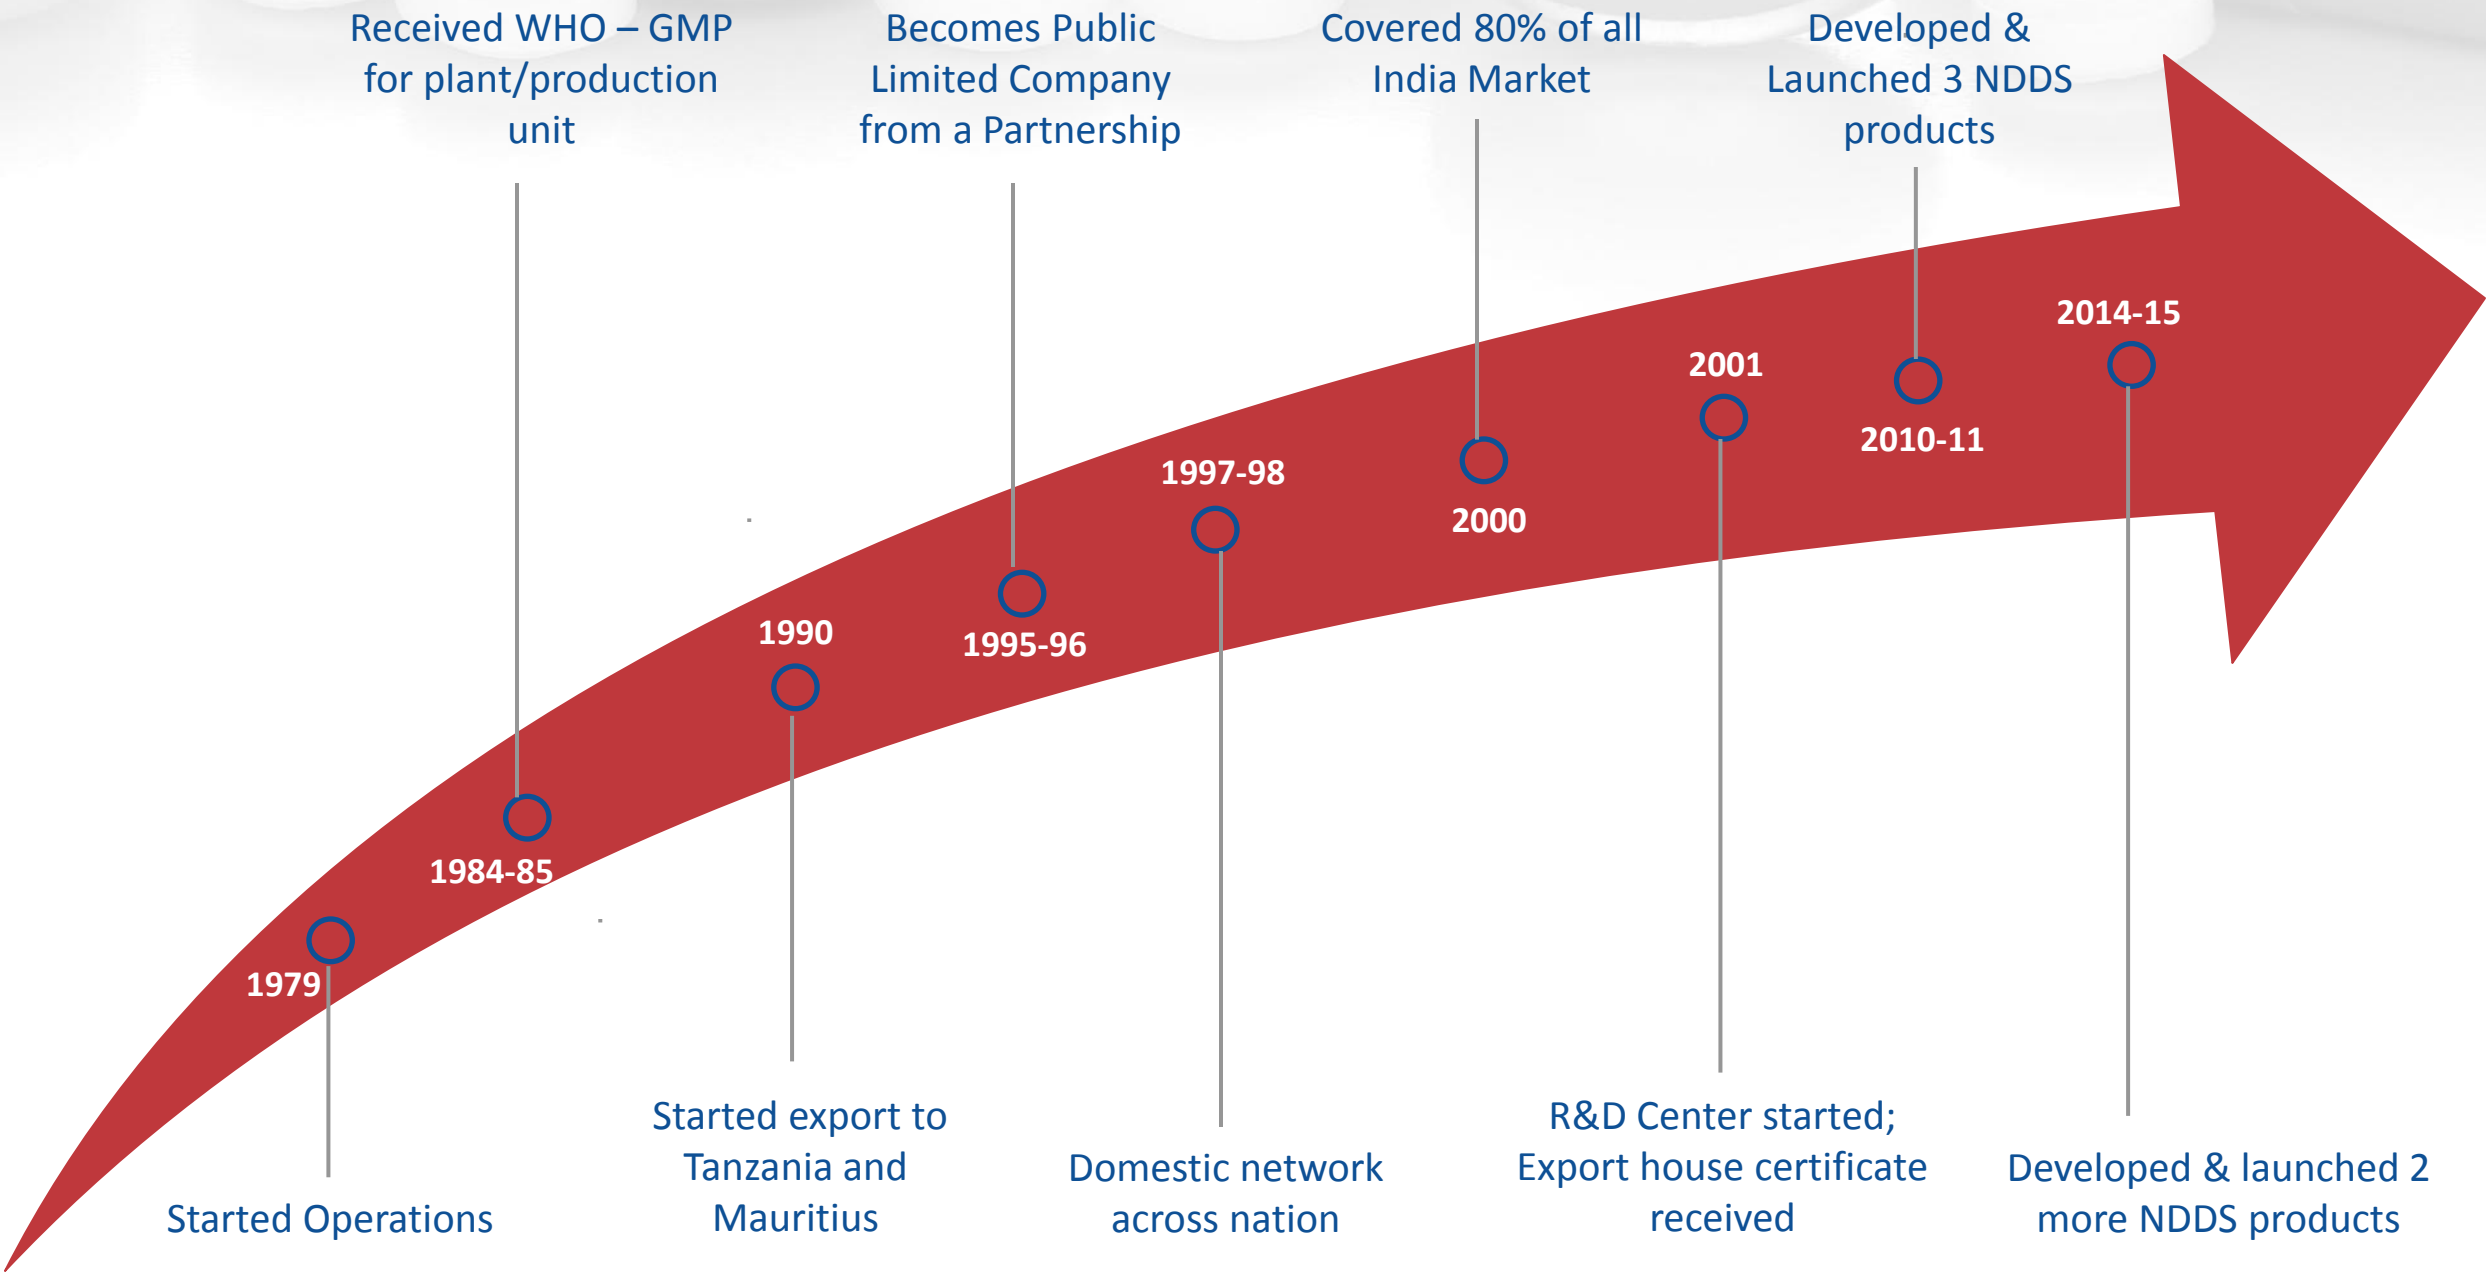 Received WHO – GMP
for plant/production
unit
Becomes Public
Limited Company
from a Partnership
Covered 80% of all
India Market
Developed &
Launched 3 NDDS
products
2014-15
2001
2010-11
1997-98
2000
1990
1995-96
1984-85
1979
Started Operations
Started export to
Tanzania and
Mauritius
Domestic network
across nation
R&D Center started;
Export house certificate
received
Developed & launched 2
more NDDS products